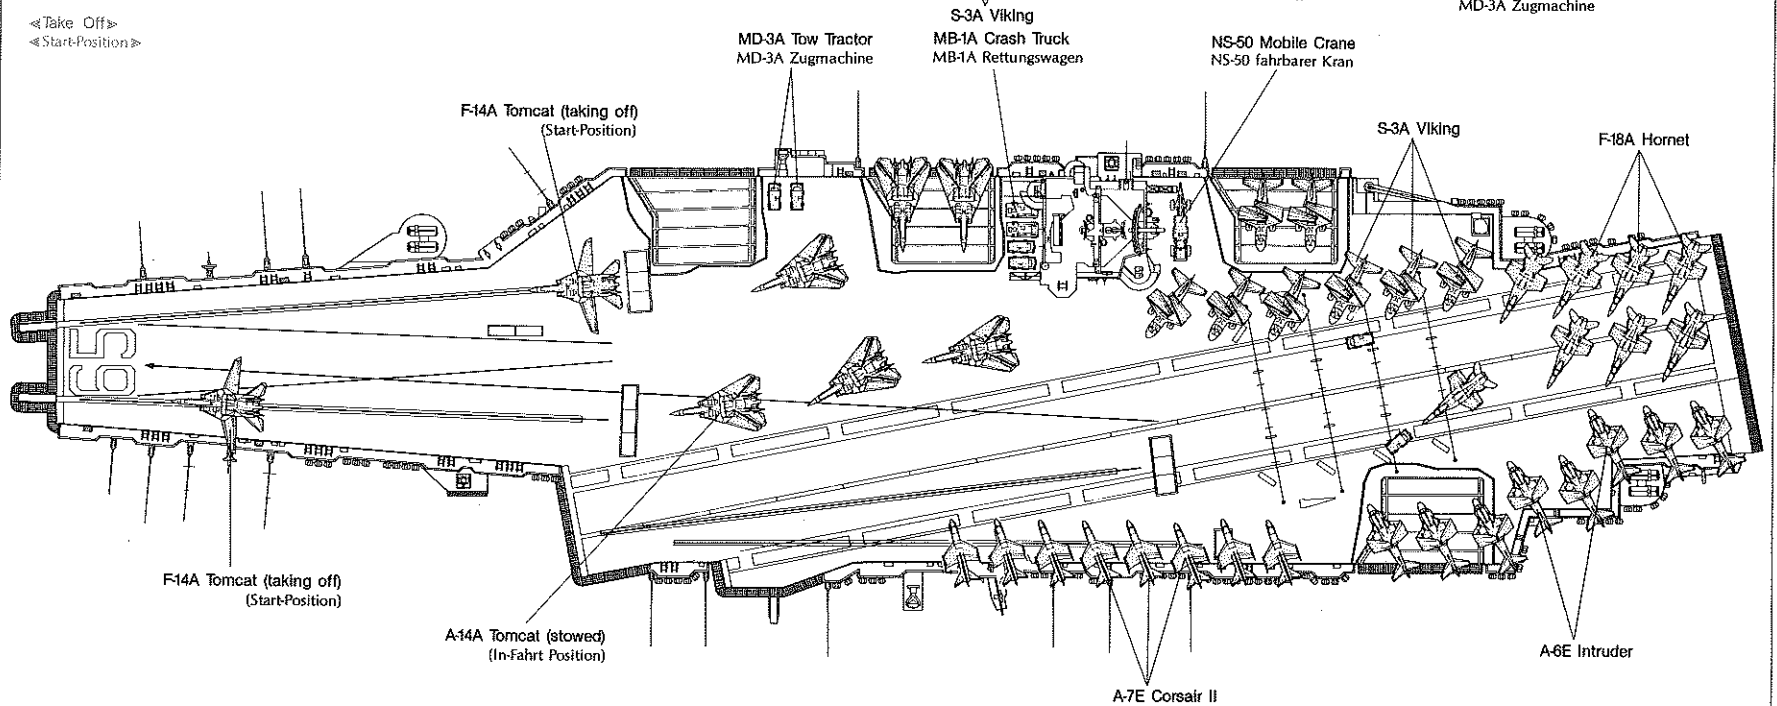 ≪Take Off≫
≪Start-Position≫
S-3A Viking
MD-3A Zugmachine
MD-3A Tow Tractor
MD-3A Zugmachine
MB-1A Crash Truck
MB-1A Rettungswagen
NS-50 Mobile Crane
NS-50 fahrbarer Kran
F-14A Tomcat (taking off)
(Start-Position)
S-3A Viking
F-18A Hornet
65
F-14A Tomcat (taking off)
(Start-Position)
A-14A Tomcat (stowed)
(In-Fahrt Position)
A-7E Corsair II
A-6E Intruder